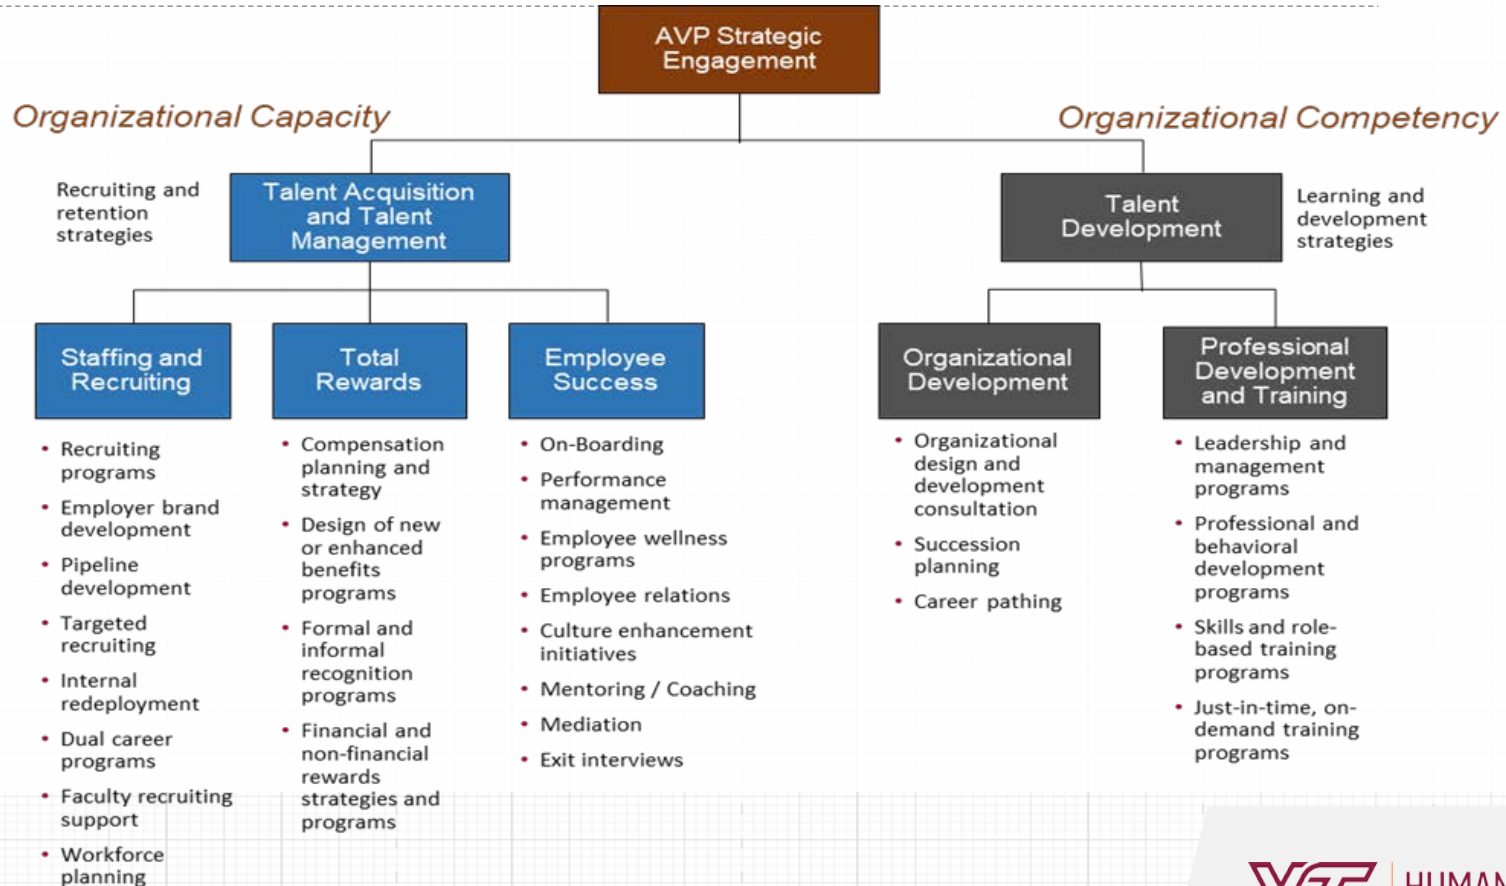 AVP Strategic
Engagement
Organizational Capacity
Organizational Competency
Recruiting and
retention
strategies
Talent Acquisition
and Talent
Management
Talent
Development
Learning and
development
strategies
Staffing and
Recruiting
• Recruiting
programs
• Employer brand
development
• Pipeline
development
• Targeted
recruiting
• Internal
redeployment
• Dual career
programs
• Faculty recruiting
support
• Workforce
planning
Total
Rewards
• Compensation
planning and
strategy
• Design of new
or enhanced
benefits
programs
• Formal and
informal
recognition
programs
• Financial and
non-financial
rewards
strategies and
programs
Employee
Success
• On-Boarding
• Performance
management
• Employee wellness
programs
• Employee relations
• Culture enhancement
initiatives
• Mentoring / Coaching
• Mediation
• Exit interviews
Organizational
Development
• Organizational
design and
development
consultation
• Succession
planning
• Career pathing
Professional
Development
and Training
• Leadership and
management
programs
• Professional and
behavioral
development
programs
• Skills and role-
based training
programs
• Just-in-time, on-
demand training
programs